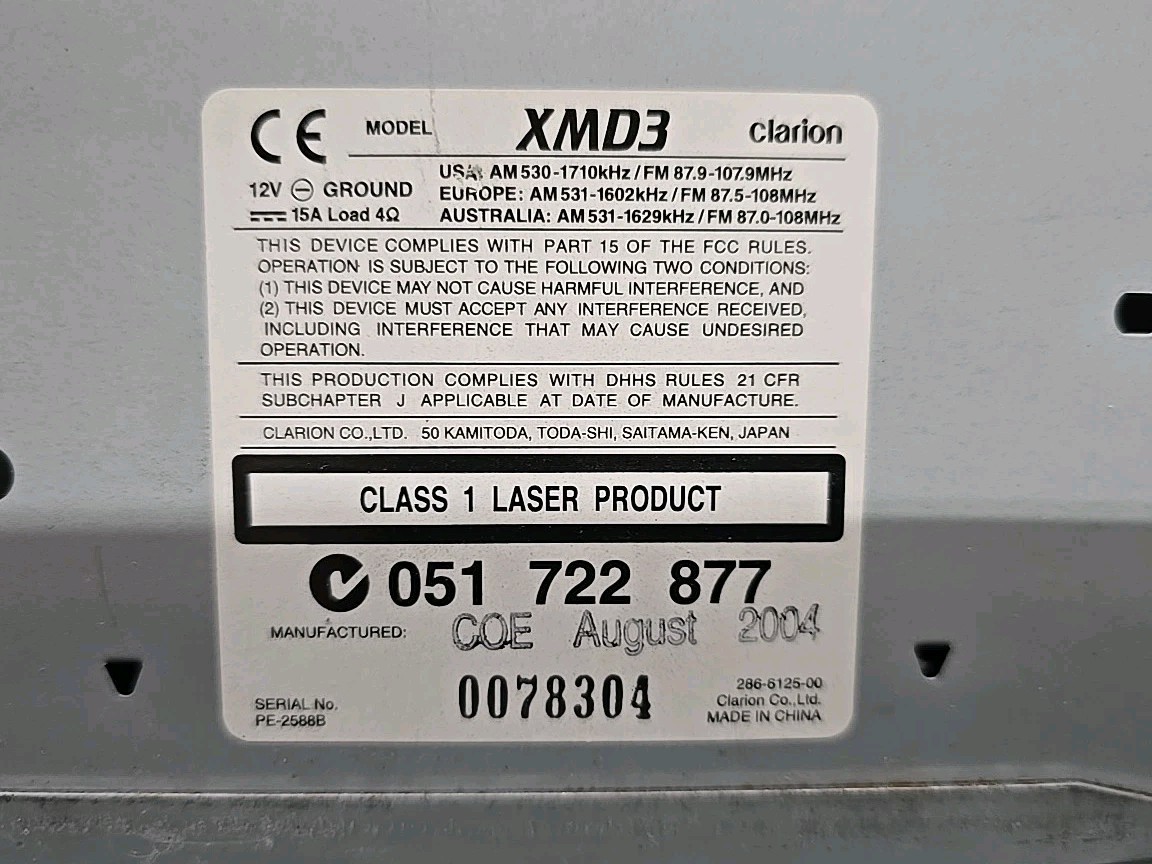 CE MODEL XMD3 clarion
USA: AM 530-1710kHz / FM 87.9-107.9MHz
12V ⊖ GROUND EUROPE: AM 531-1602kHz / FM 87.5-108MHz
15A Load 4Ω AUSTRALIA: AM 531-1629kHz / FM 87.0-108MHz
THIS DEVICE COMPLIES WITH PART 15 OF THE FCC RULES.
OPERATION IS SUBJECT TO THE FOLLOWING TWO CONDITIONS:
(1) THIS DEVICE MAY NOT CAUSE HARMFUL INTERFERENCE, AND
(2) THIS DEVICE MUST ACCEPT ANY INTERFERENCE RECEIVED,
INCLUDING INTERFERENCE THAT MAY CAUSE UNDESIRED
OPERATION.
THIS PRODUCTION COMPLIES WITH DHHS RULES 21 CFR
SUBCHAPTER J APPLICABLE AT DATE OF MANUFACTURE.
CLARION CO.,LTD. 50 KAMITODA, TODA-SHI, SAITAMA-KEN, JAPAN
CLASS 1 LASER PRODUCT
051 722 877
MANUFACTURED: COE August 2004
SERIAL No. 0078304
PE-2588B
286-6125-00
Clarion Co., Ltd.
MADE IN CHINA